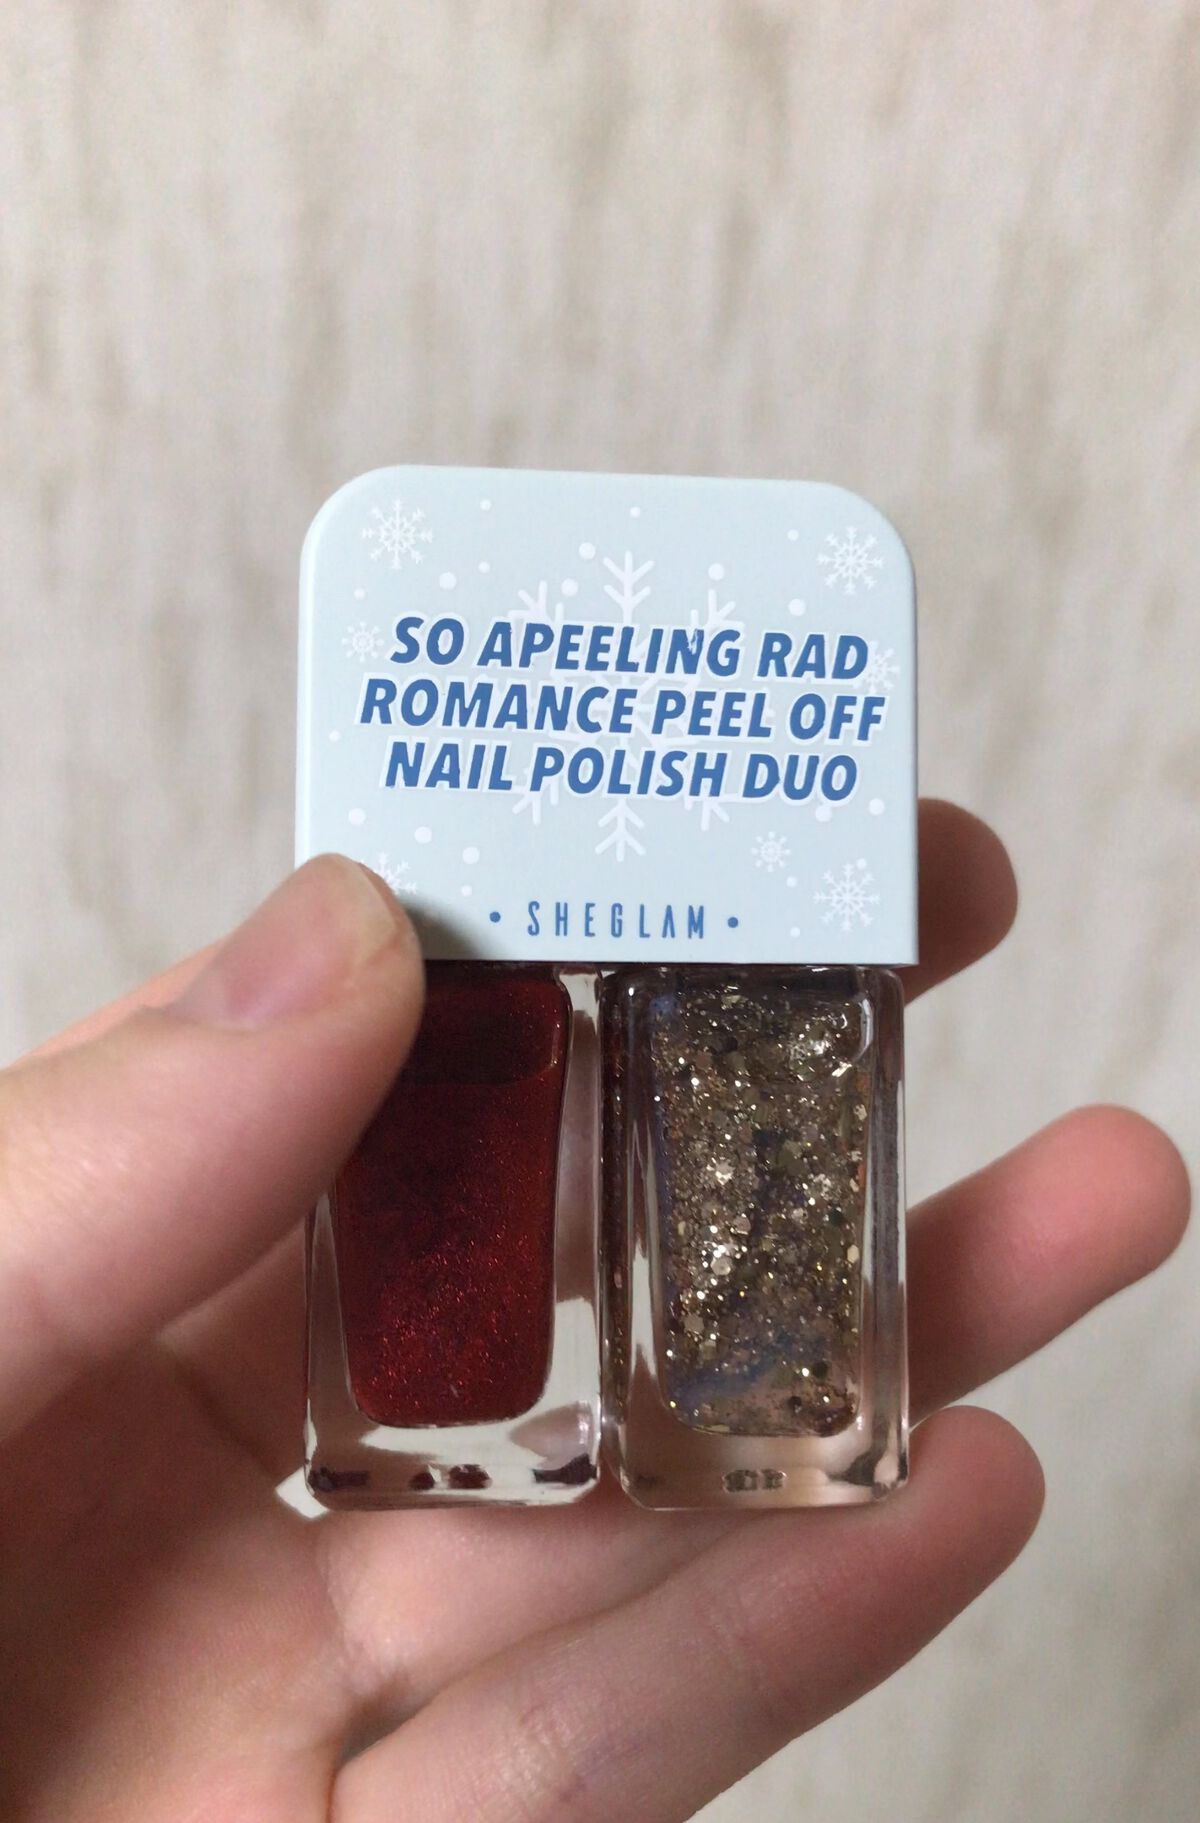 SO APEELING RAD
ROMANCE PEEL OFF
NAIL POLISH DUO
• SHEGLAM •